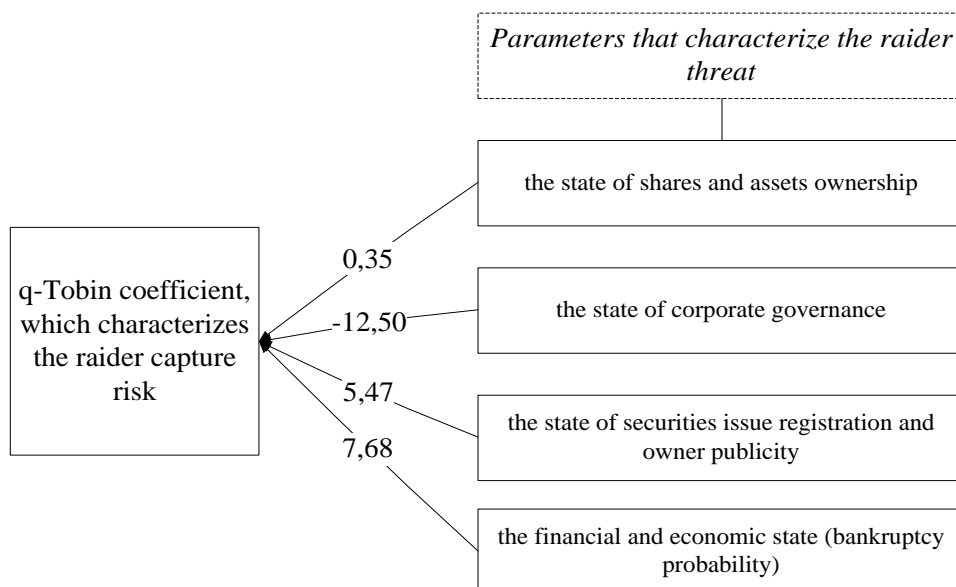 Parameters that characterize the raider
threat
the state of shares and assets ownership
0,35
q-Tobin coefficient,
which characterizes
the raider capture
risk
-12,50
the state of corporate governance
5,47
the state of securities issue registration and
owner publicity
7,68
the financial and economic state (bankruptcy
probability)